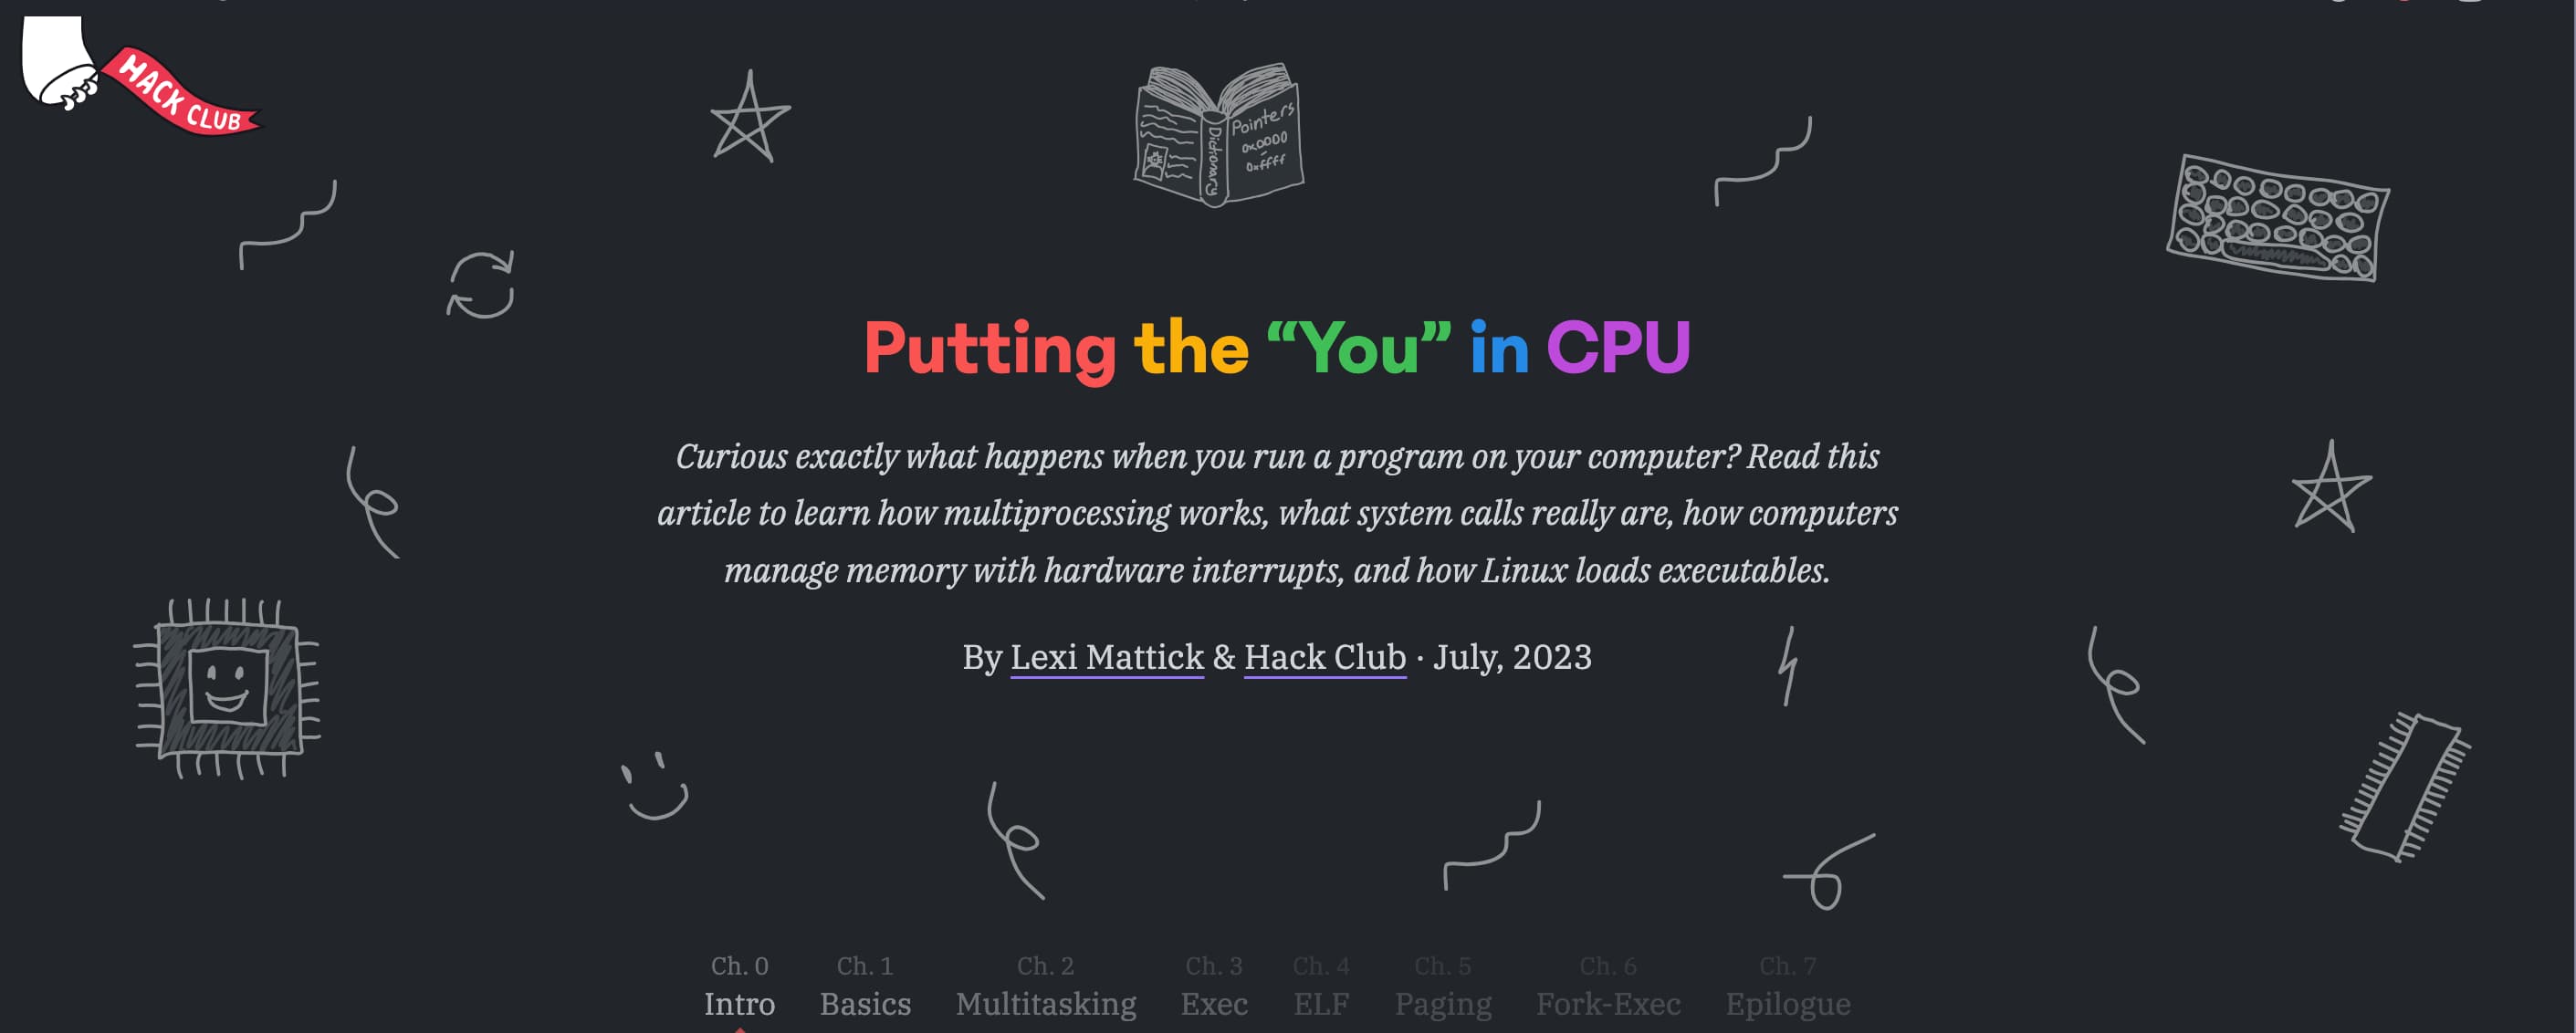 HACK CLUB
Dictionary
Pointers
0x0000
-
0xffff
Putting the “You” in CPU
Curious exactly what happens when you run a program on your computer? Read this
article to learn how multiprocessing works, what system calls really are, how computers
manage memory with hardware interrupts, and how Linux loads executables.
By Lexi Mattick & Hack Club · July, 2023
Ch. 0 Ch. 1 Ch. 2 Ch. 3 Ch. 4 Ch. 5 Ch. 6 Ch. 7
Intro Basics Multitasking Exec ELF Paging Fork-Exec Epilogue